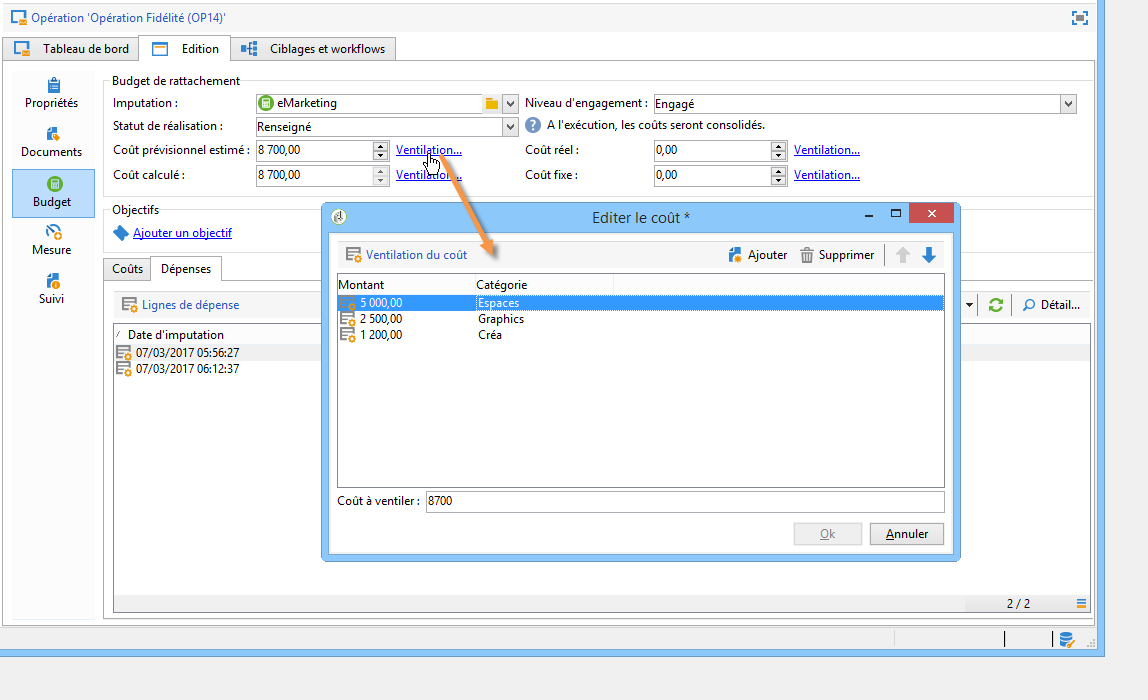 Opération 'Opération Fidélité (OP14)'
Tableau de bord Edition Ciblages et workflows
Propriétés
Documents
Budget
Mesure
Suivi
Budget de rattachement
Imputation : eMarketing Niveau d'engagement : Engagé
Statut de réalisation : Renseigné ? A l'exécution, les coûts seront consolidés.
Coût prévisionnel estimé : 8 700,00 Ventilation... Coût réel : 0,00 Ventilation...
Coût calculé : 8 700,00 Ventilation... Coût fixe : 0,00 Ventilation...
Objectifs
Ajouter un objectif
Coûts Dépenses
Lignes de dépense Détail...
Date d'imputation
07/03/2017 05:56:27
07/03/2017 06:12:37
2 / 2
Editer le coût *
Ventilation du coût Ajouter Supprimer
Montant Catégorie
5 000,00 Espaces
2 500,00 Graphics
1 200,00 Créa
Coût à ventiler : 8700
Ok Annuler